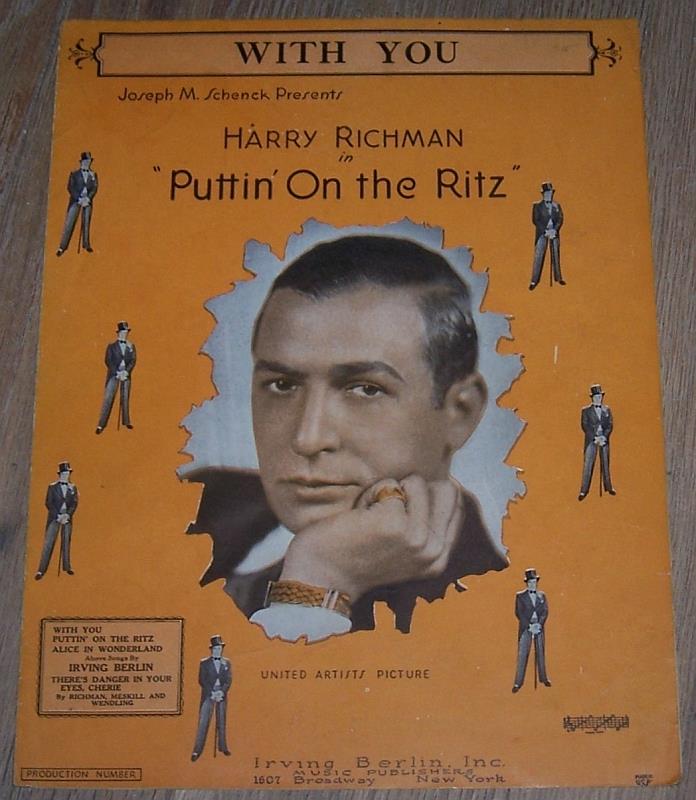 WITH YOU
Joseph M. Schenck Presents
HARRY RICHMAN
in
"Puttin' On the Ritz"
WITH YOU
PUTTIN' ON THE RITZ
ALICE IN WONDERLAND
Above Songs By
IRVING BERLIN
THERE'S DANGER IN YOUR
EYES, CHERIE
By RICHMAN, MESKILL AND
WENDLING
UNITED ARTISTS PICTURE
PRODUCTION NUMBER
Irving Berlin, Inc.
MUSIC PUBLISHERS
1607 Broadway New York